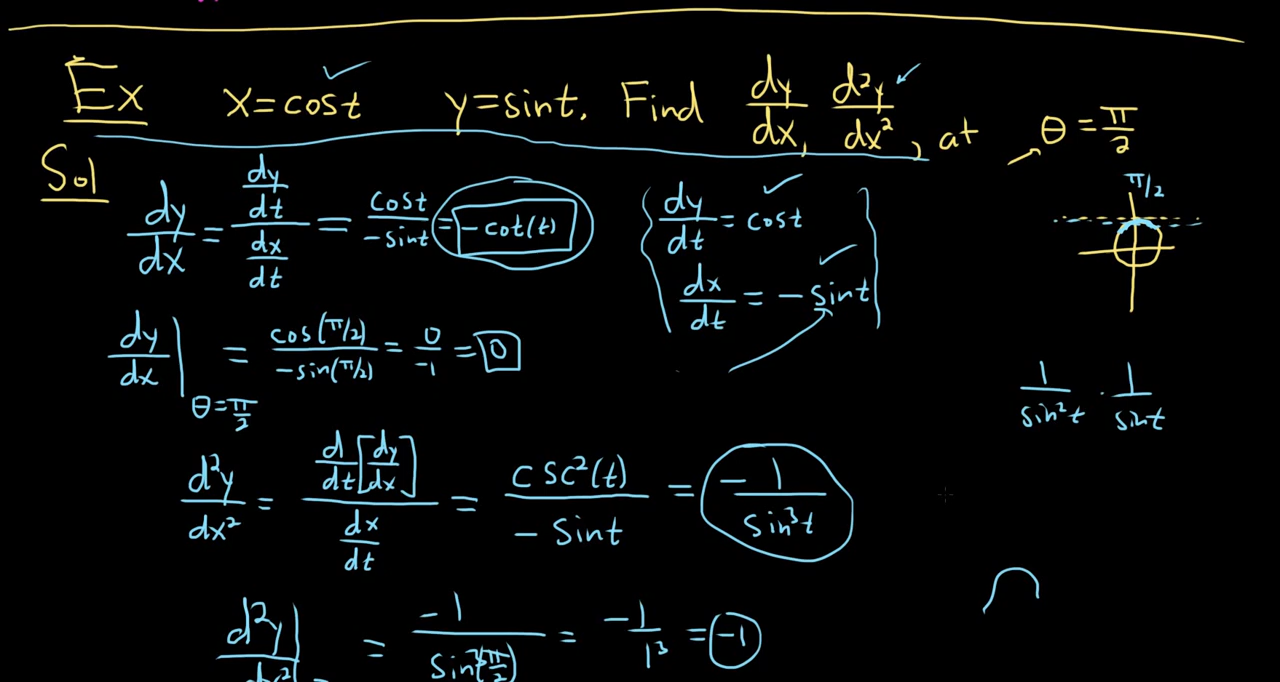 Ex x=cost y=sint. Find dy/dx, d²y/dx², at θ=π/2
Sol dy/dx = (dy/dt)/(dx/dt) = cost/-sint = -cot(t)
{dy/dt = cost
dx/dt = -sint}
π/2
dy/dx|θ=π/2 = cos(π/2)/-sin(π/2) = 0/-1 = 0
1/sin²t · 1/sint
d²y/dx² = (d/dt[dy/dx])/(dx/dt) = csc²(t)/-sint = -1/sin³t
d²y/dx²| = -1/sin³(π/2) = -1/1³ = -1